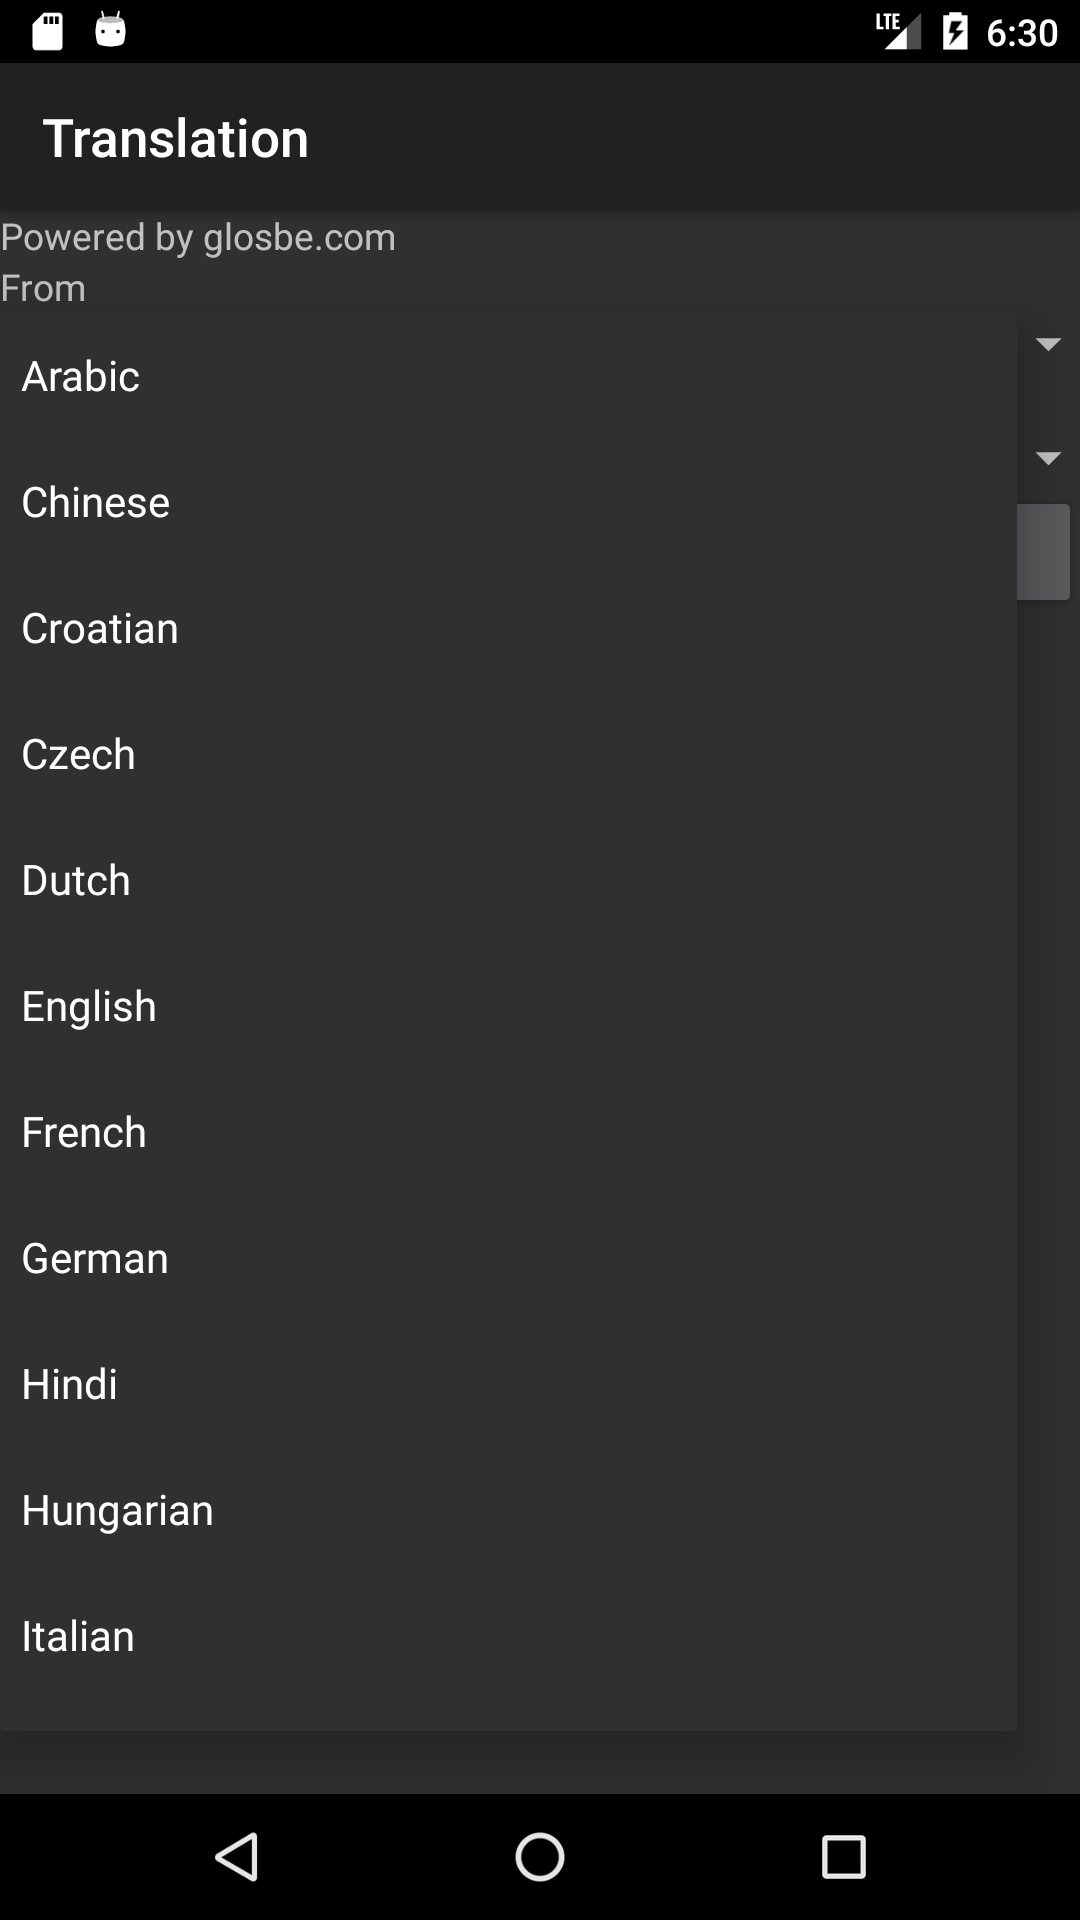 LTE 6:30
Translation
Powered by glosbe.com
From
Arabic
Chinese
Croatian
Czech
Dutch
English
French
German
Hindi
Hungarian
Italian